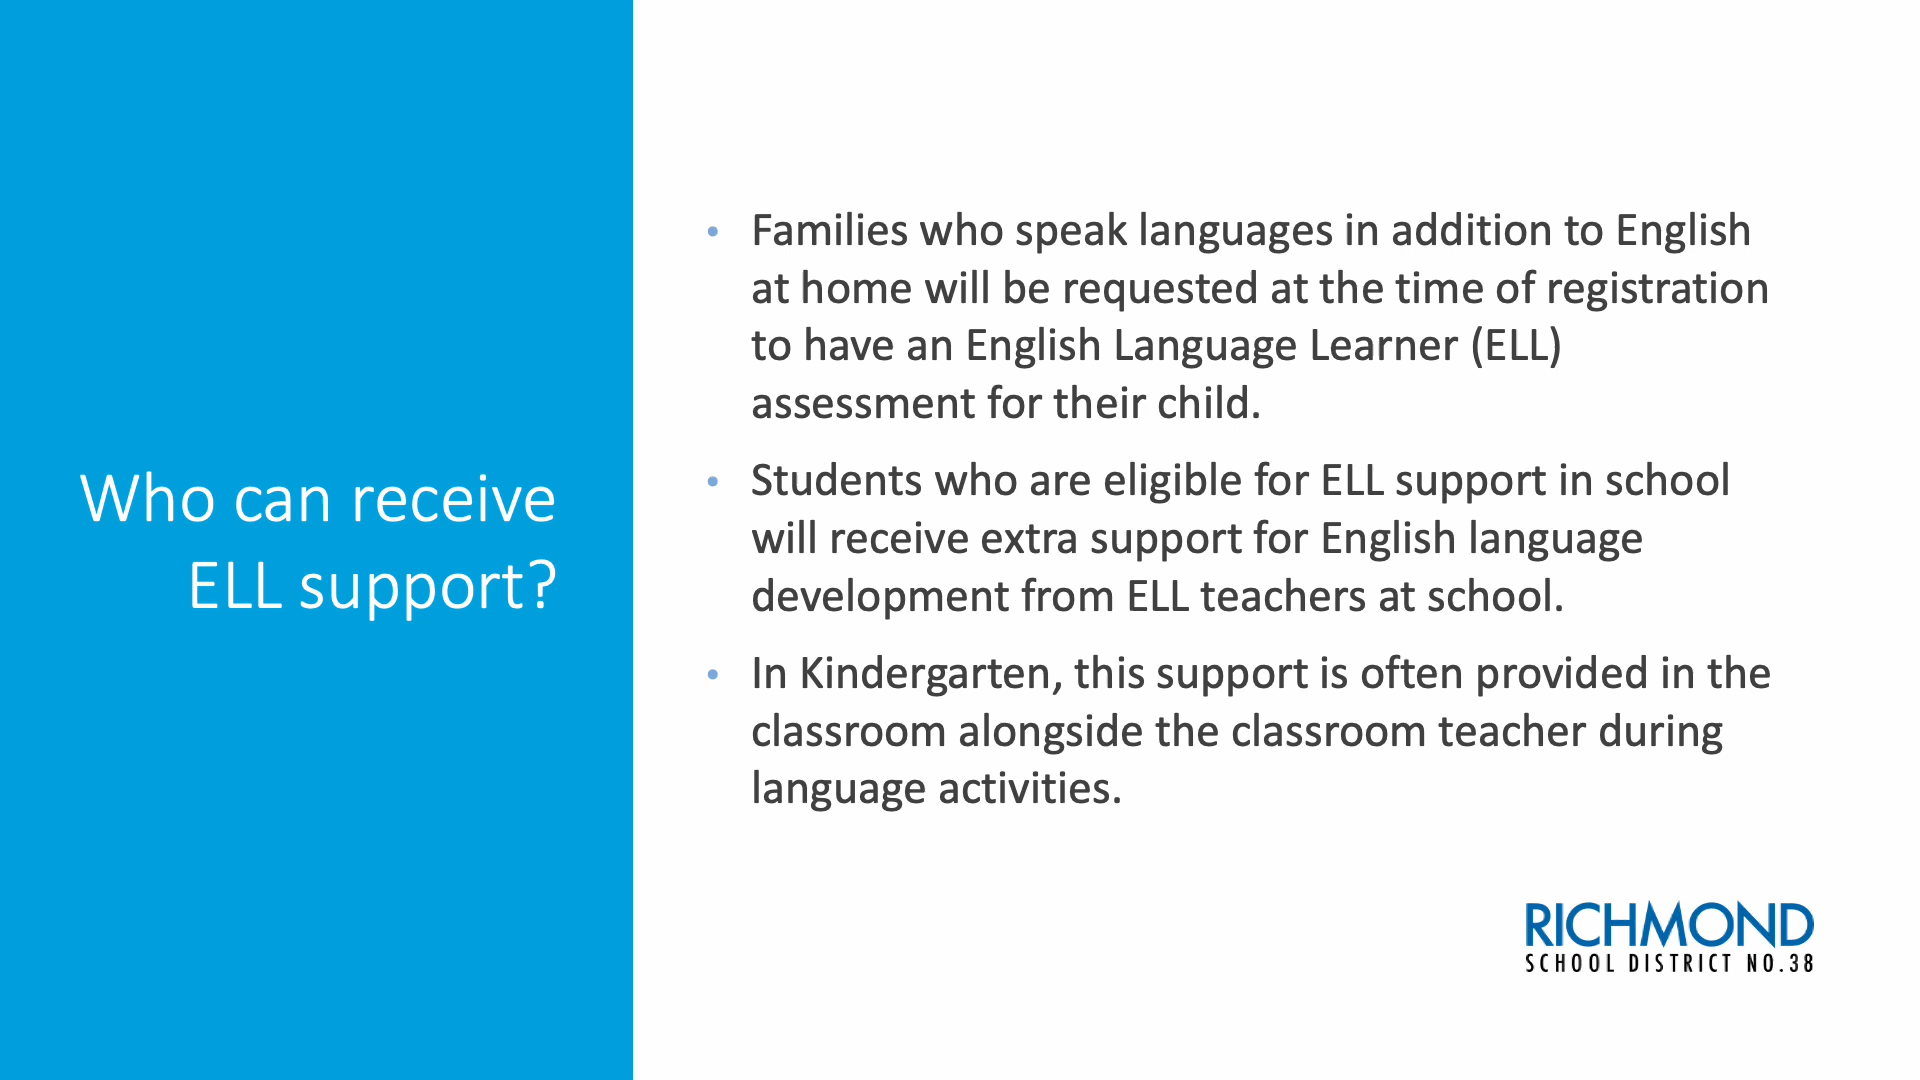 Who can receive
ELL support?
• Families who speak languages in addition to English
at home will be requested at the time of registration
to have an English Language Learner (ELL)
assessment for their child.
• Students who are eligible for ELL support in school
will receive extra support for English language
development from ELL teachers at school.
• In Kindergarten, this support is often provided in the
classroom alongside the classroom teacher during
language activities.
RICHMOND
SCHOOL DISTRICT NO.38